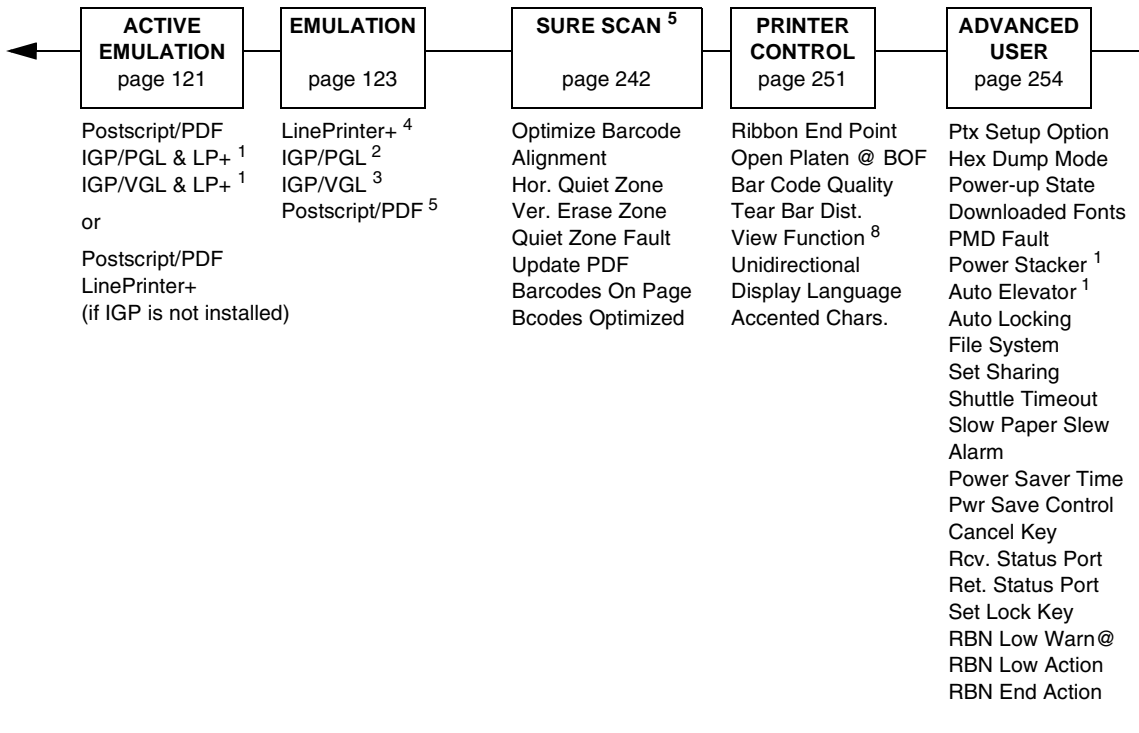 ACTIVE
EMULATION
page 121
Postscript/PDF
IGP/PGL & LP+ 1
IGP/VGL & LP+ 1
or
Postscript/PDF
LinePrinter+
(if IGP is not installed)
EMULATION
page 123
LinePrinter+ 4
IGP/PGL 2
IGP/VGL 3
Postscript/PDF 5
SURE SCAN 5
page 242
Optimize Barcode
Alignment
Hor. Quiet Zone
Ver. Erase Zone
Quiet Zone Fault
Update PDF
Barcodes On Page
Bcodes Optimized
PRINTER
CONTROL
page 251
Ribbon End Point
Open Platen @ BOF
Bar Code Quality
Tear Bar Dist.
View Function 8
Unidirectional
Display Language
Accented Chars.
ADVANCED
USER
page 254
Ptx Setup Option
Hex Dump Mode
Power-up State
Downloaded Fonts
PMD Fault
Power Stacker 1
Auto Elevator 1
Auto Locking
File System
Set Sharing
Shuttle Timeout
Slow Paper Slew
Alarm
Power Saver Time
Pwr Save Control
Cancel Key
Rcv. Status Port
Ret. Status Port
Set Lock Key
RBN Low Warn@
RBN Low Action
RBN End Action